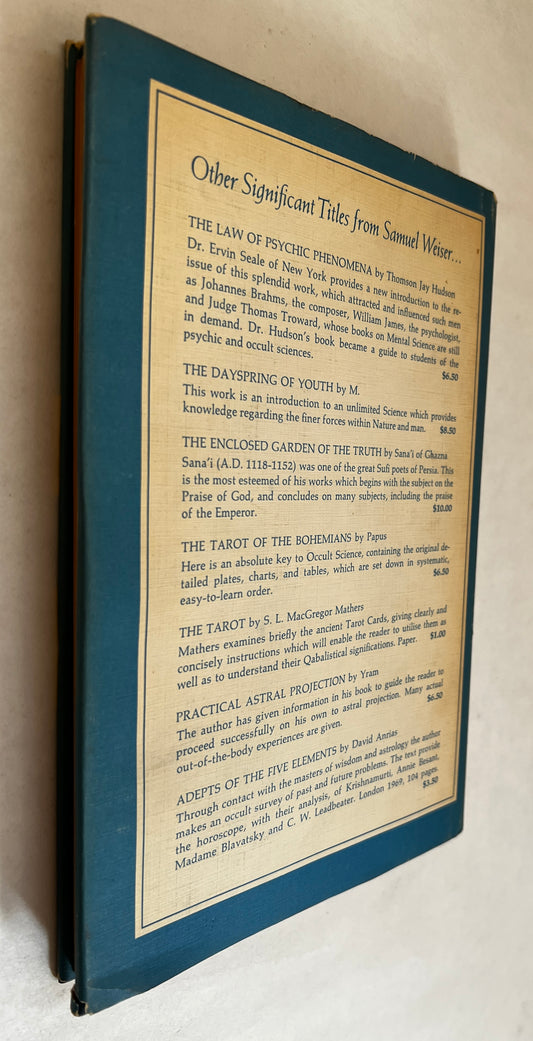 Other Significant Titles from Samuel Weiser...
THE LAW OF PSYCHIC PHENOMENA by Thomson Jay Hudson
Dr. Ervin Seale of New York provides a new introduction to the re-
issue of this splendid work, which attracted and influenced such men
as Johannes Brahms, the composer, William James, the psychologist,
and Judge Thomas Troward, whose books on Mental Science are still
in demand. Dr. Hudson's book became a guide to students of the
psychic and occult sciences. $6.50
THE DAYSPRING OF YOUTH by M.
This work is an introduction to an unlimited Science which provides
knowledge regarding the finer forces within Nature and man. $8.50
THE ENCLOSED GARDEN OF THE TRUTH by Sana'i of Ghazna
Sana'i (A.D. 1118-1152) was one of the great Sufi poets of Persia. This
is the most esteemed of his works which begins with the subject on the
Praise of God, and concludes on many subjects, including the praise
of the Emperor. $10.00
THE TAROT OF THE BOHEMIANS by Papus
Here is an absolute key to Occult Science, containing the original de-
tailed plates, charts, and tables, which are set down in systematic,
easy-to-learn order. $6.50
THE TAROT by S. L. MacGregor Mathers
Mathers examines briefly the ancient Tarot Cards, giving clearly and
concisely instructions which will enable the reader to utilise them as
well as to understand their Qabalistical significations. Paper. $1.00
PRACTICAL ASTRAL PROJECTION by Yram
The author has given information in his book to guide the reader to
proceed successfully on his own to astral projection. Many actual
out-of-the-body experiences are given. $6.50
ADEPTS OF THE FIVE ELEMENTS by David Anrias
Through contact with the masters of wisdom and astrology the author
makes an occult survey of past and future problems. The text provide
the horoscope, with their analysis, of Krishnamurti, Annie Besant,
Madame Blavatsky and C. W. Leadbeater. London 1969, 104 pages.
$3.50